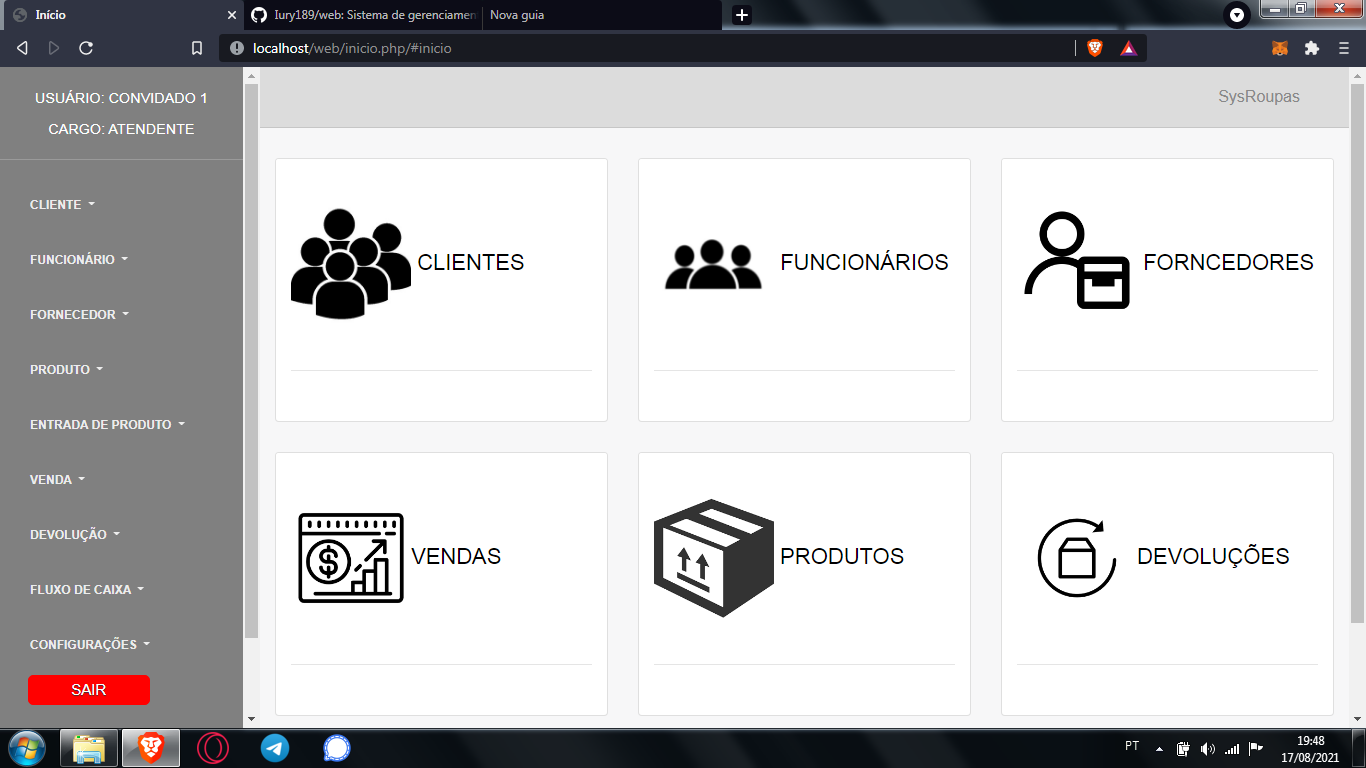 Início
Iury189/web: Sistema de gerenciamen
Nova guia
localhost/web/inicio.php/#inicio
USUÁRIO: CONVIDADO 1
CARGO: ATENDENTE
SysRoupas
CLIENTE
FUNCIONÁRIO
FORNECEDOR
PRODUTO
ENTRADA DE PRODUTO
VENDA
DEVOLUÇÃO
FLUXO DE CAIXA
CONFIGURAÇÕES
SAIR
CLIENTES
FUNCIONÁRIOS
FORNCEDORES
VENDAS
PRODUTOS
DEVOLUÇÕES
PT
19:48
17/08/2021